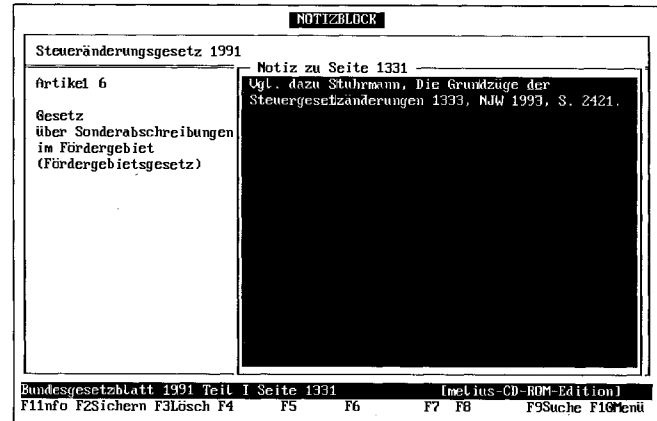 NOTIZBLOCK
Steueränderungsgesetz 1991
Notiz zu Seite 1331
Artikel 6
Gesetz
über Sonderabschreibungen
im Fördergebiet
(Fördergebietsgesetz)
Vgl. dazu Stuhrmann, Die Grundzüge der
Steuergesetzänderungen 1333, NJW 1993, S. 2421.
Bundesgesetzblatt 1991 Teil I Seite 1331 [melius-CD-ROM-Edition]
F1Info F2Sichern F3Lösch F4 F5 F6 F7 F8 F9Suche F10Menü